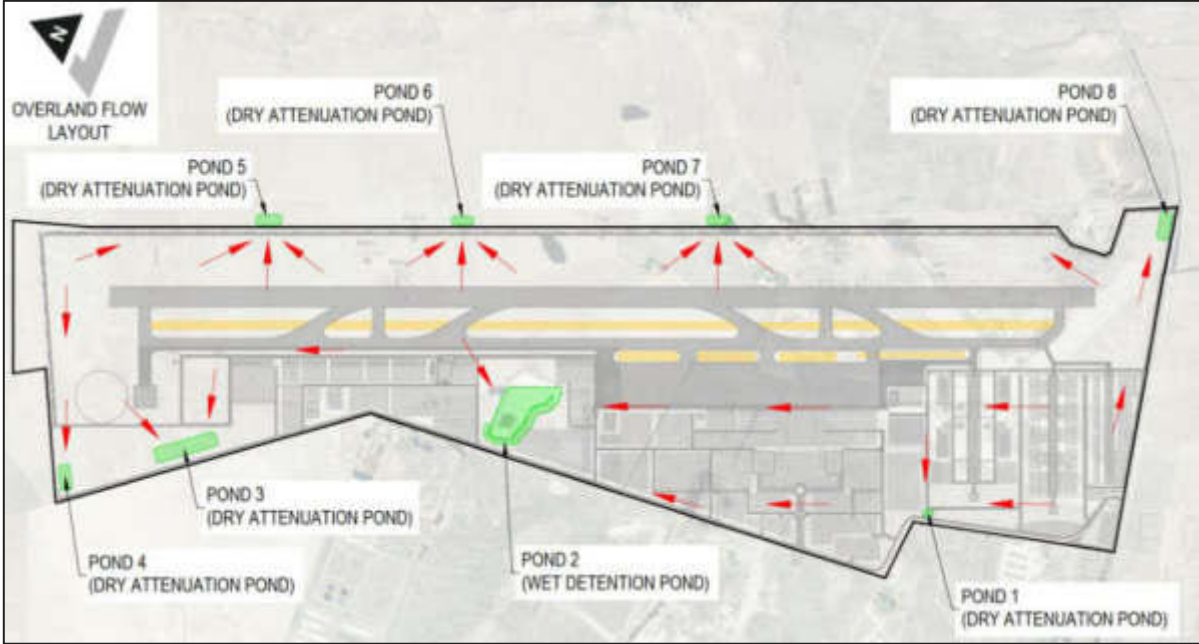 N
OVERLAND FLOW
LAYOUT
POND 6
(DRY ATTENUATION POND)
POND 8
(DRY ATTENUATION POND)
POND 5
(DRY ATTENUATION POND)
POND 7
(DRY ATTENUATION POND)
POND 3
(DRY ATTENUATION POND)
POND 4
(DRY ATTENUATION POND)
POND 2
(WET DETENTION POND)
POND 1
(DRY ATTENUATION POND)